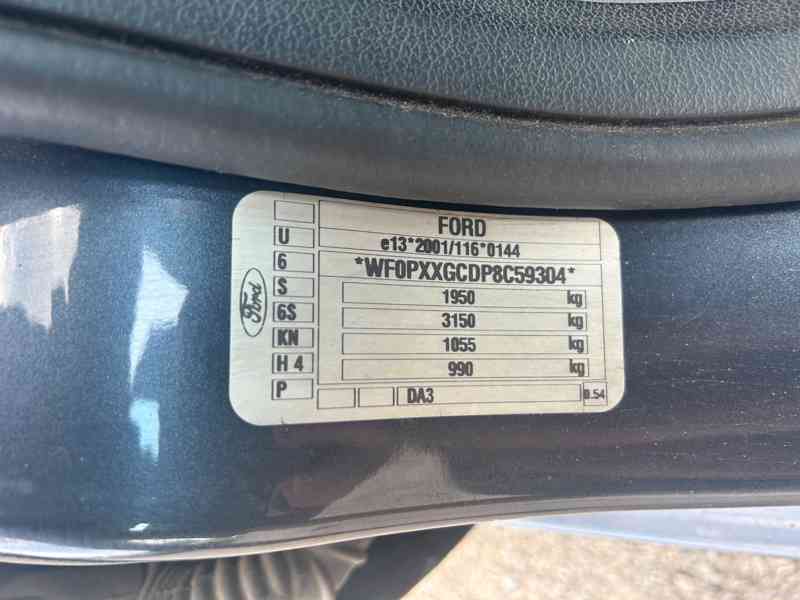 FORD
e13*2001/116*0144
*WF0PXXGCDP8C59304*
1950 kg
3150 kg
1055 kg
990 kg
DA3
0.54
U
6
S
6S
KN
H 4
P
Ford